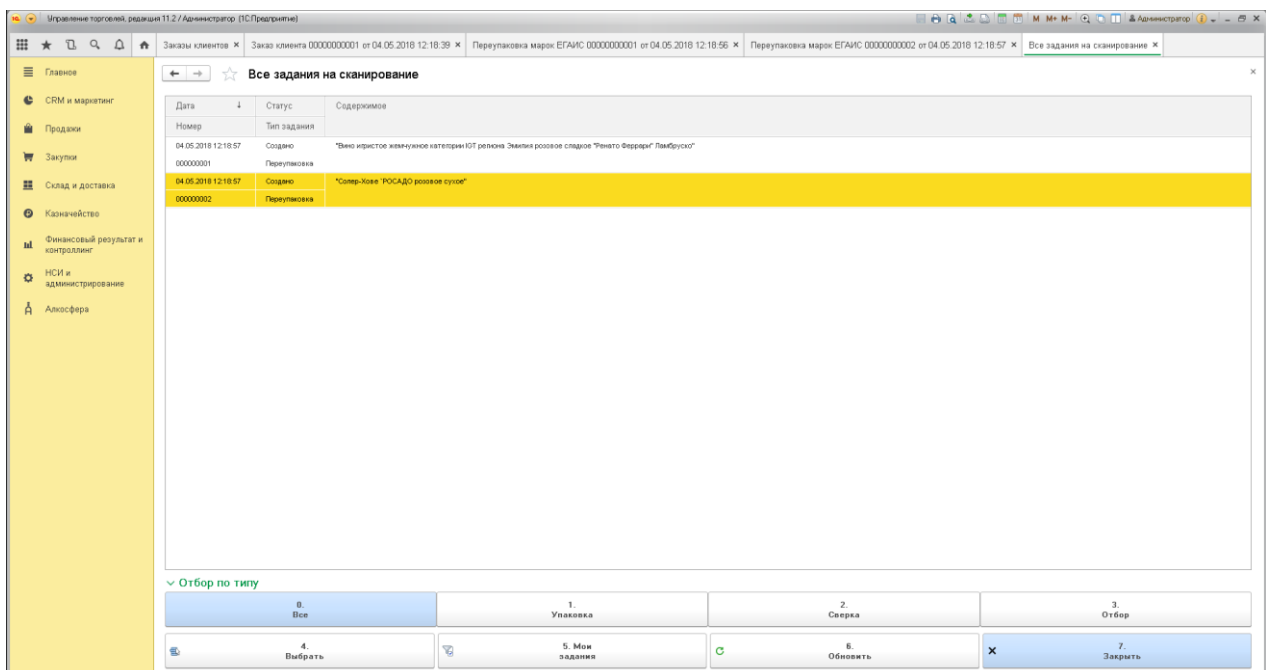 Управление торговлей, редакция 11.2 / Администратор (1С:Предприятие)
M M+ M-
Администратор
Заказы клиентов ×
Заказ клиента 00000000001 от 04.05.2018 12:18:39 ×
Переупаковка марок ЕГАИС 00000000001 от 04.05.2018 12:18:56 ×
Переупаковка марок ЕГАИС 00000000002 от 04.05.2018 12:18:57 ×
Все задания на сканирование ×
Главное
CRM и маркетинг
Продажи
Закупки
Склад и доставка
Казначейство
Финансовый результат и
контроллинг
НСИ и
администрирование
Алкосфера
Все задания на сканирование
Дата ↓ Статус Содержимое
Номер Тип задания
04.05.2018 12:18:57 Создано "Вино игристое жемчужное категории IGT региона Эмилия розовое сладкое "Ренато Феррари" Ламбруско"
000000001 Переупаковка
04.05.2018 12:18:57 Создано "Солер-Хове "РОСАДО розовое сухое"
000000002 Переупаковка
Отбор по типу
0.
Все
1.
Упаковка
2.
Сверка
3.
Отбор
4.
Выбрать
5. Мои
задания
6.
Обновить
7.
Закрыть